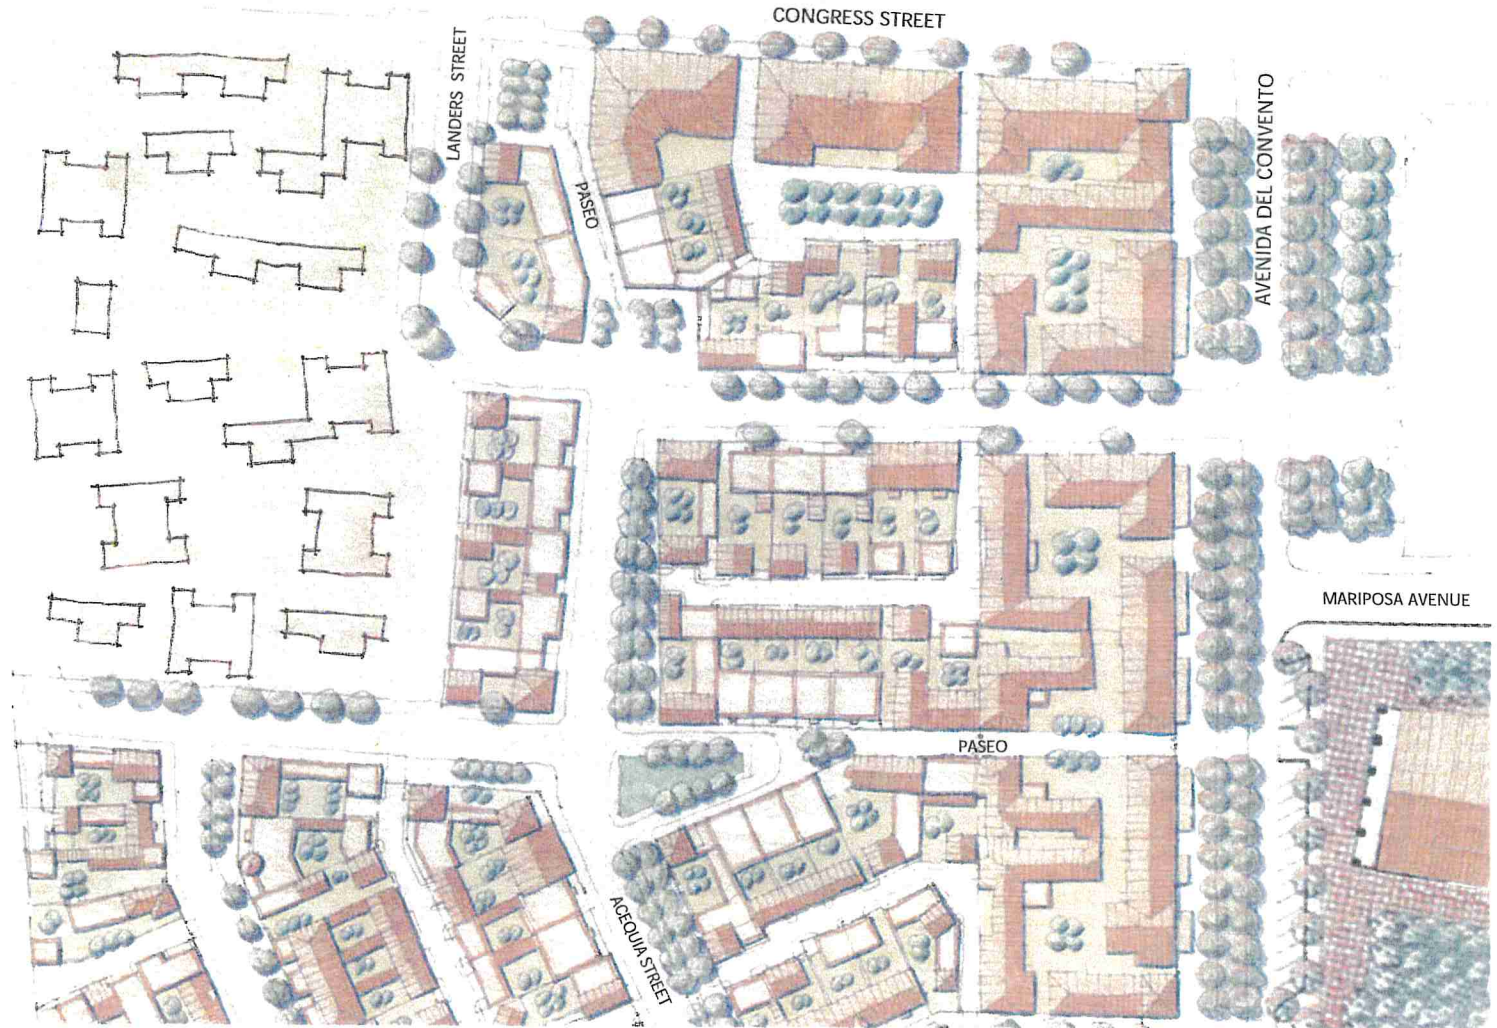 CONGRESS STREET
LANDERS STREET
AVENIDA DEL CONVENTO
PASEO
MARIPOSA AVENUE
PASEO
ACEQUIA STREET